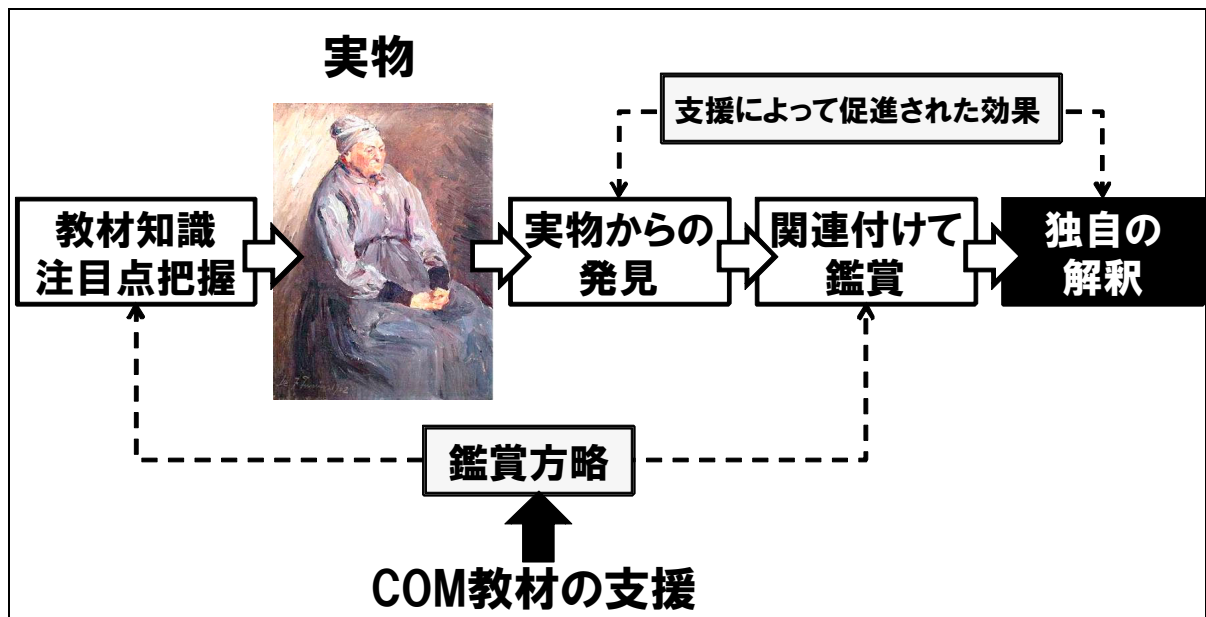 実物
支援によって促進された効果
教材知識
注目点把握
実物からの
発見
関連付けて
鑑賞
独自の
解釈
鑑賞方略
COM教材の支援